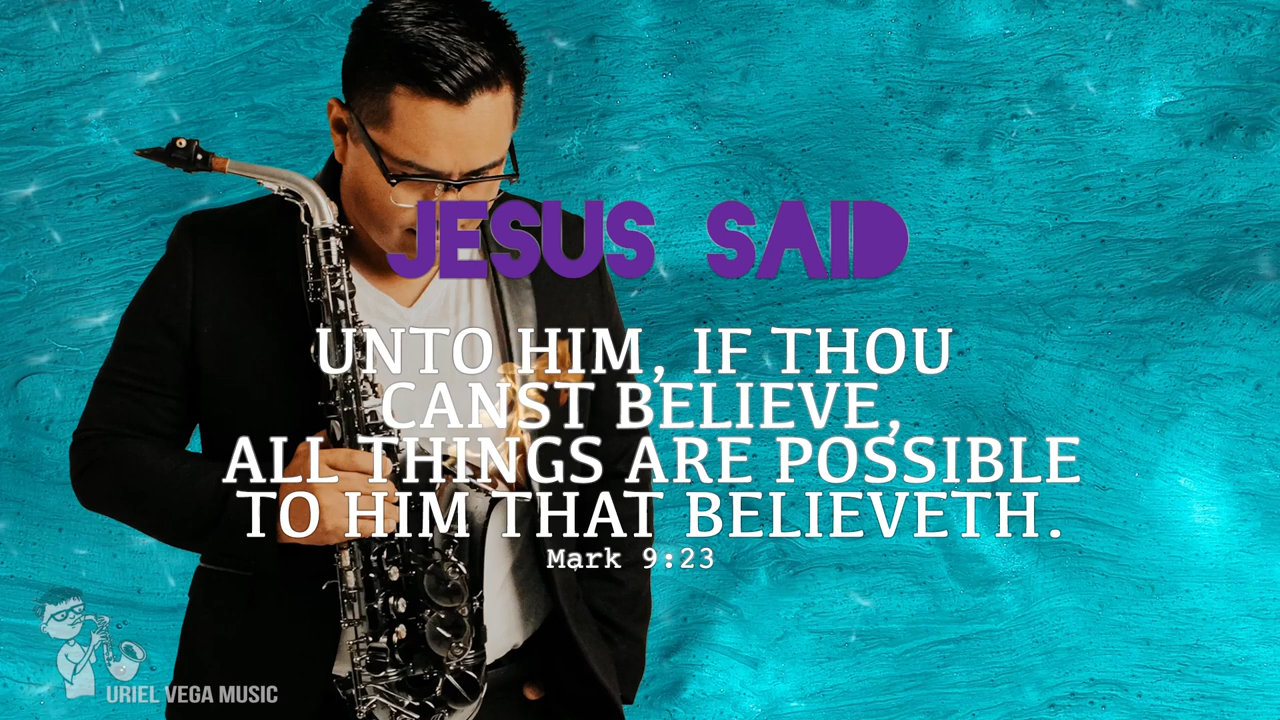 JESUS SAID
UNTO HIM, IF THOU
CANST BELIEVE,
ALL THINGS ARE POSSIBLE
TO HIM THAT BELIEVETH.
Mark 9:23
URIEL VEGA MUSIC